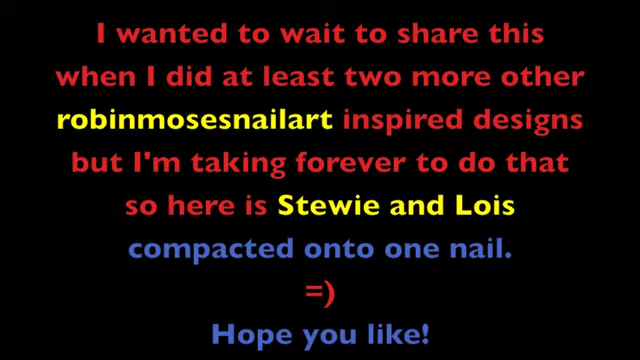 I wanted to wait to share this
when I did at least two more other
robinmosesnailart inspired designs
but I'm taking forever to do that
so here is Stewie and Lois
compacted onto one nail.
=)
Hope you like!